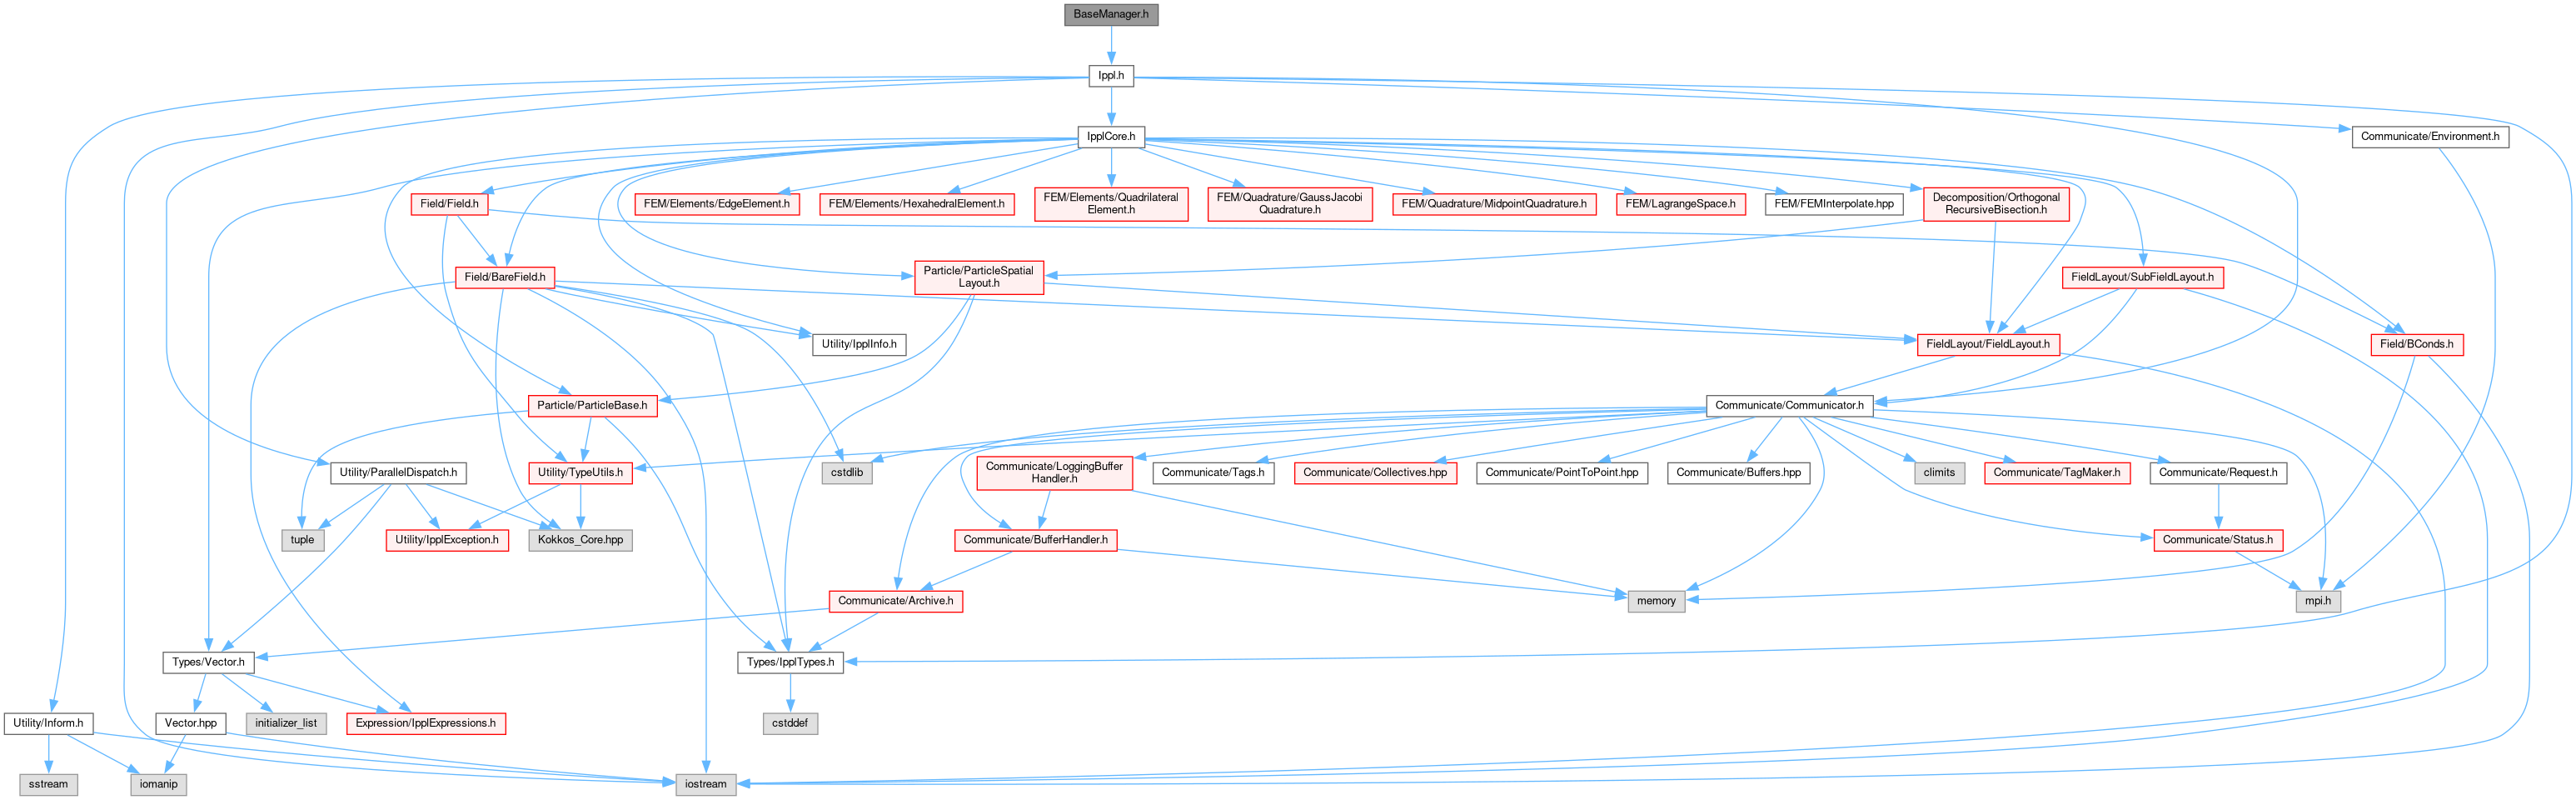 BaseManager.h
Ippl.h
IpplCore.h
Communicate/Environment.h
Field/Field.h
FEM/Elements/EdgeElement.h
FEM/Elements/HexahedralElement.h
FEM/Elements/Quadrilateral
Element.h
FEM/Quadrature/GaussJacobi
Quadrature.h
FEM/Quadrature/MidpointQuadrature.h
FEM/LagrangeSpace.h
FEM/FEMInterpolate.hpp
Decomposition/Orthogonal
RecursiveBisection.h
Field/BareField.h
Particle/ParticleSpatial
Layout.h
FieldLayout/SubFieldLayout.h
Utility/IpplInfo.h
FieldLayout/FieldLayout.h
Field/BConds.h
Particle/ParticleBase.h
Communicate/Communicator.h
Utility/ParallelDispatch.h
Utility/TypeUtils.h
cstdlib
Communicate/LoggingBuffer
Handler.h
Communicate/Tags.h
Communicate/Collectives.hpp
Communicate/PointToPoint.hpp
Communicate/Buffers.hpp
climits
Communicate/TagMaker.h
Communicate/Request.h
tuple
Utility/IpplException.h
Kokkos_Core.hpp
Communicate/BufferHandler.h
Communicate/Status.h
Communicate/Archive.h
memory
mpi.h
Types/Vector.h
Types/IpplTypes.h
Utility/Inform.h
Vector.hpp
initializer_list
Expression/IpplExpressions.h
cstddef
sstream
iomanip
iostream